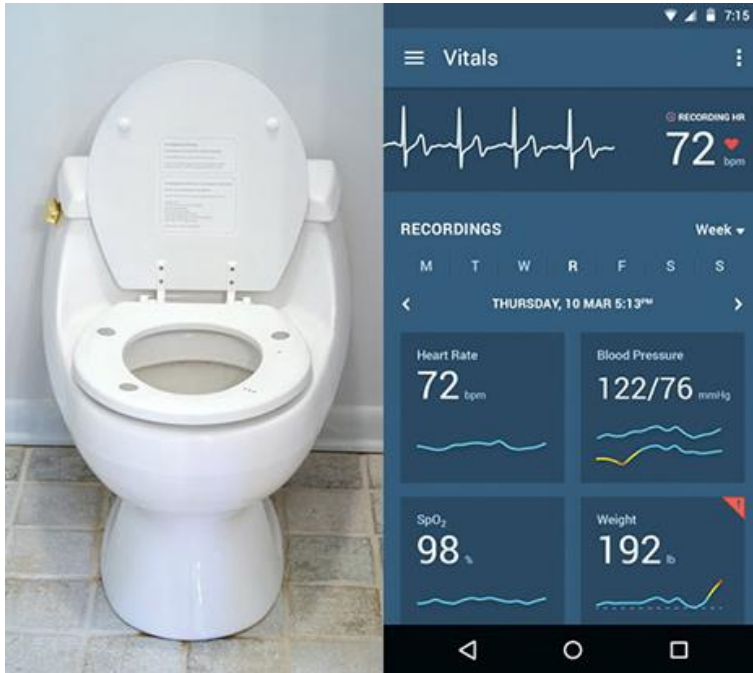 7:15
Vitals
RECORDING HR
72 bpm
RECORDINGS
Week
M T W R F S S
THURSDAY, 10 MAR 5:13PM
Heart Rate
72 bpm
Blood Pressure
122/76 mmHg
SpO₂
98 %
Weight
192 lb
!